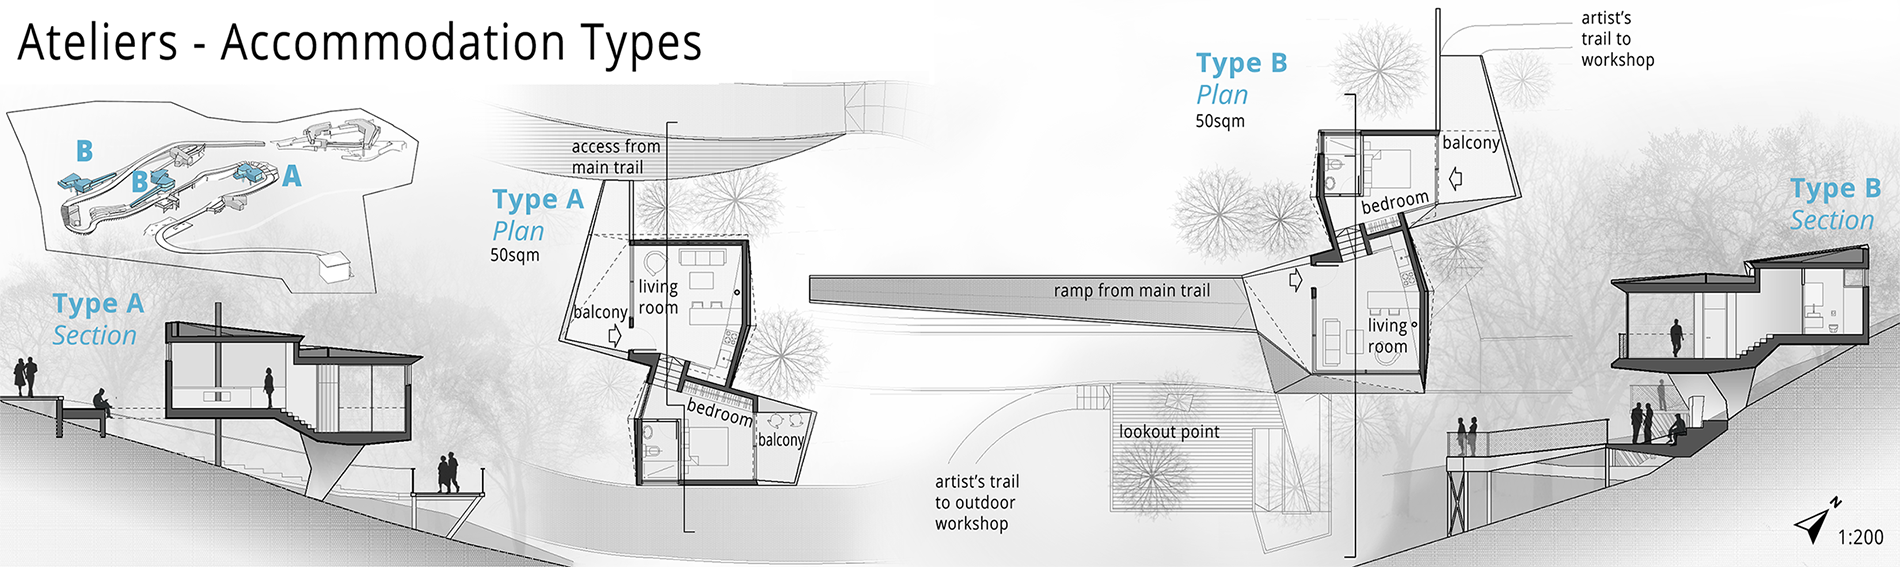 Ateliers - Accommodation Types
B
B
A
Type A
Section
access from
main trail
Type A
Plan
50sqm
living
room
balcony
bedroom
balcony
Type B
Plan
50sqm
artist's
trail to
workshop
balcony
bedroom
ramp from main trail
living
room
lookout point
artist's trail
to outdoor
workshop
Type B
Section
N
1:200